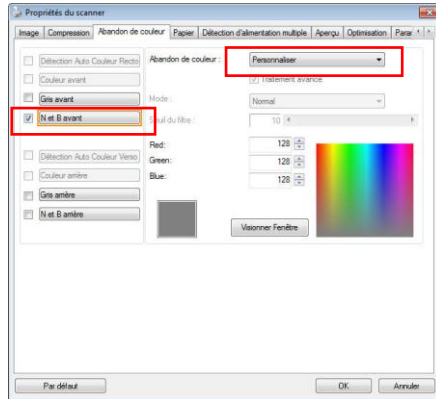 Propriétés du scanner
Image Compression Abandon de couleur Papier Détection d'alimentation multiple Aperçu Optimisation Para
Détection Auto Couleur Recto
Abandon de couleur :
Personnaliser
Couleur avant
Traitement avancé
Gris avant
Mode :
Normal
N et B avant
Seuil du filtre :
10
Red:
128
Détection Auto Couleur Verso
Green:
128
Couleur arrière
Blue:
128
Gris arrière
N et B arrière
Visionner Fenêtre
Par défaut
OK
Annuler